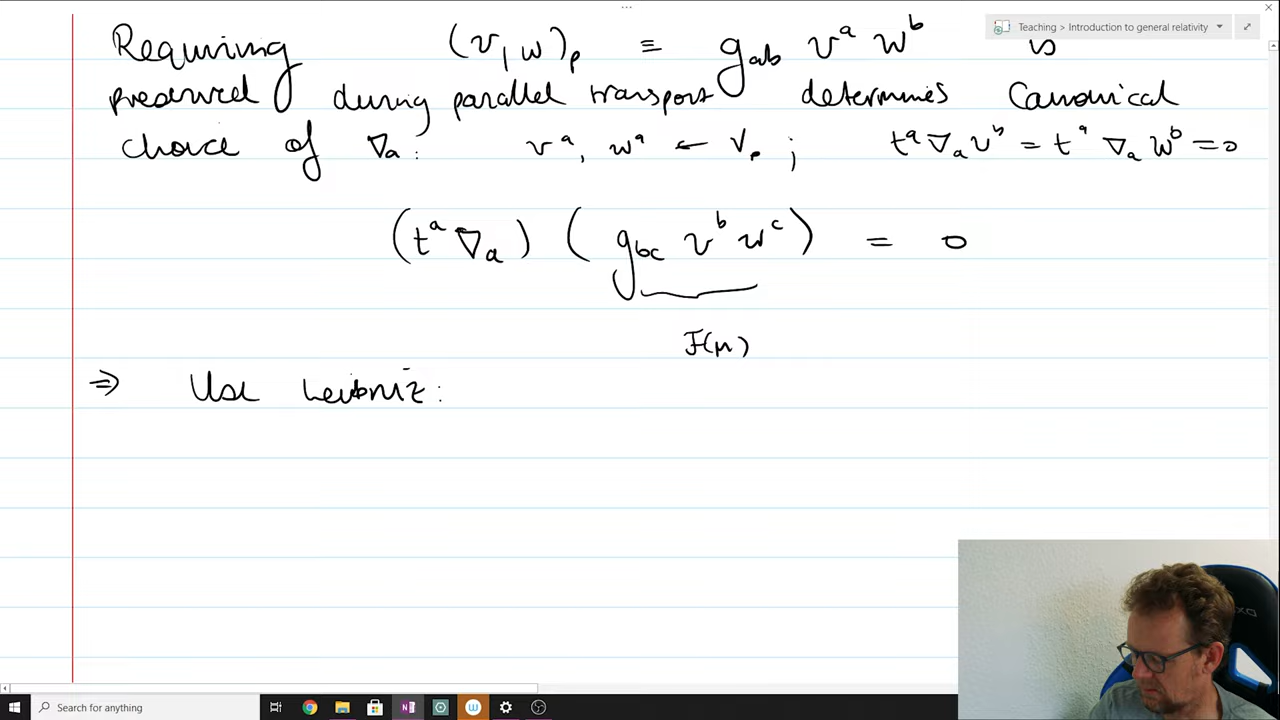 Teaching > Introduction to general relativity
Requiring (v, w)_p ≡ g_ab v^a w^b is
preserved during parallel transport determines canonical
choice of ∇_a: v^a, w^a ← V_p ; t^a ∇_a v^b = t^a ∇_a w^b = 0
(t^a ∇_a) ( g_bc v^b w^c ) = 0
F(M)
⇒ Use Leibniz:
Search for anything